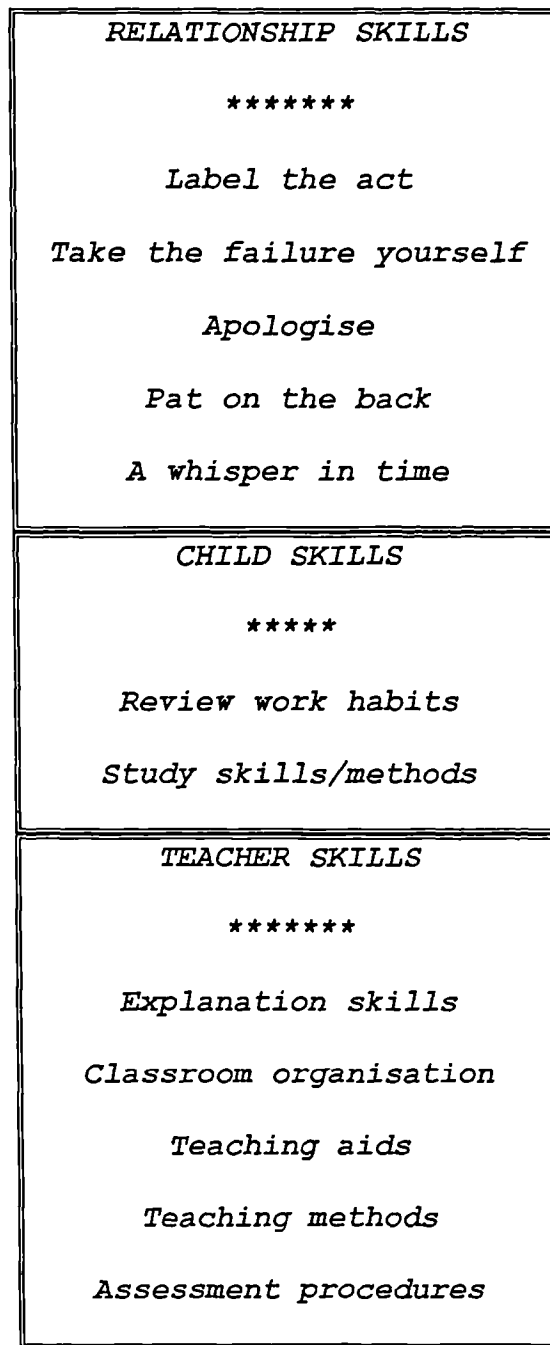 RELATIONSHIP SKILLS
*******
Label the act
Take the failure yourself
Apologise
Pat on the back
A whisper in time
CHILD SKILLS
*****
Review work habits
Study skills/methods
TEACHER SKILLS
*******
Explanation skills
Classroom organisation
Teaching aids
Teaching methods
Assessment procedures